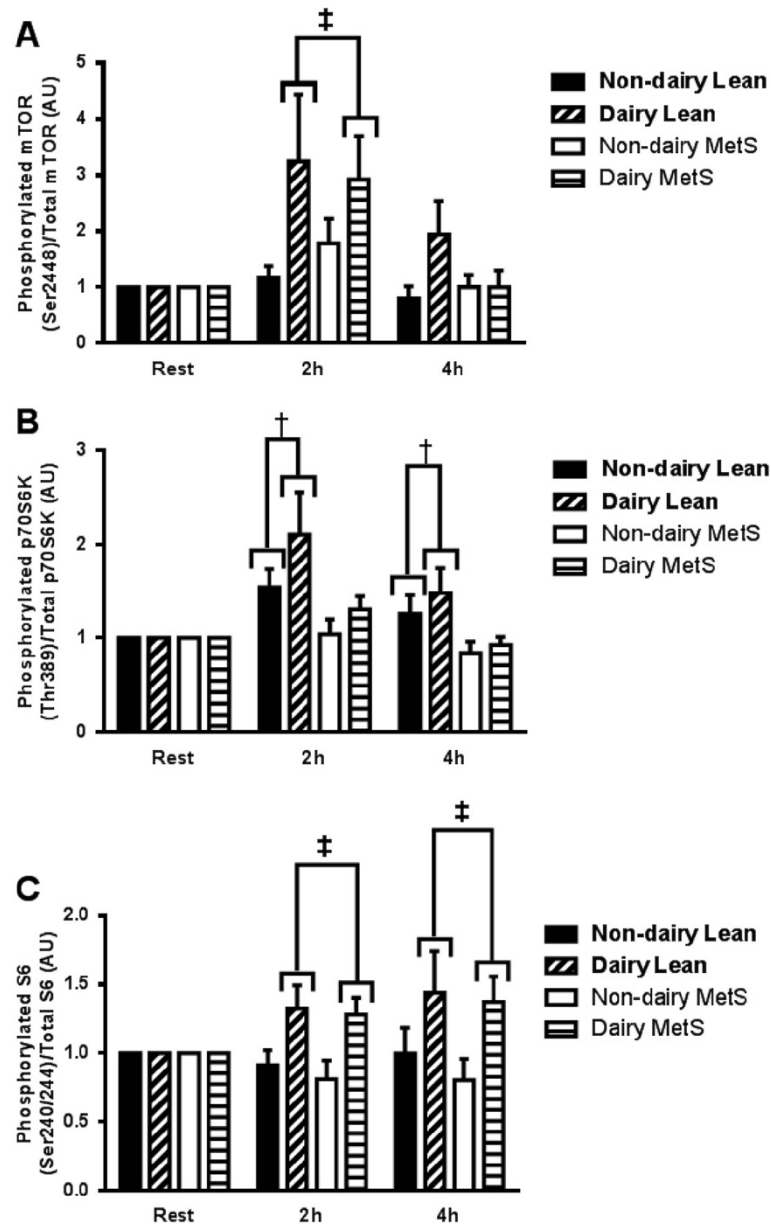 A
‡
Phosphorylated mTOR
(Ser2448)/Total mTOR (AU)
5
4
3
2
1
0
Rest
2h
4h
Non-dairy Lean
Dairy Lean
Non-dairy MetS
Dairy MetS
B
†
†
Phosphorylated p70S6K
(Thr389)/Total p70S6K (AU)
3
2
1
0
Rest
2h
4h
Non-dairy Lean
Dairy Lean
Non-dairy MetS
Dairy MetS
C
‡
‡
Phosphorylated S6
(Ser240/244)/Total S6 (AU)
2.0
1.5
1.0
0.5
0.0
Rest
2h
4h
Non-dairy Lean
Dairy Lean
Non-dairy MetS
Dairy MetS